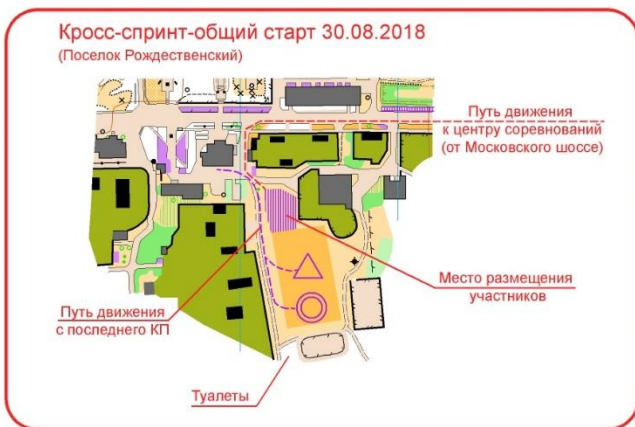 Кросс-спринт-общий старт 30.08.2018
(Поселок Рождественский)
Путь движения
к центру соревнований
(от Московского шоссе)
Место размещения
участников
Путь движения
с последнего КП
Туалеты